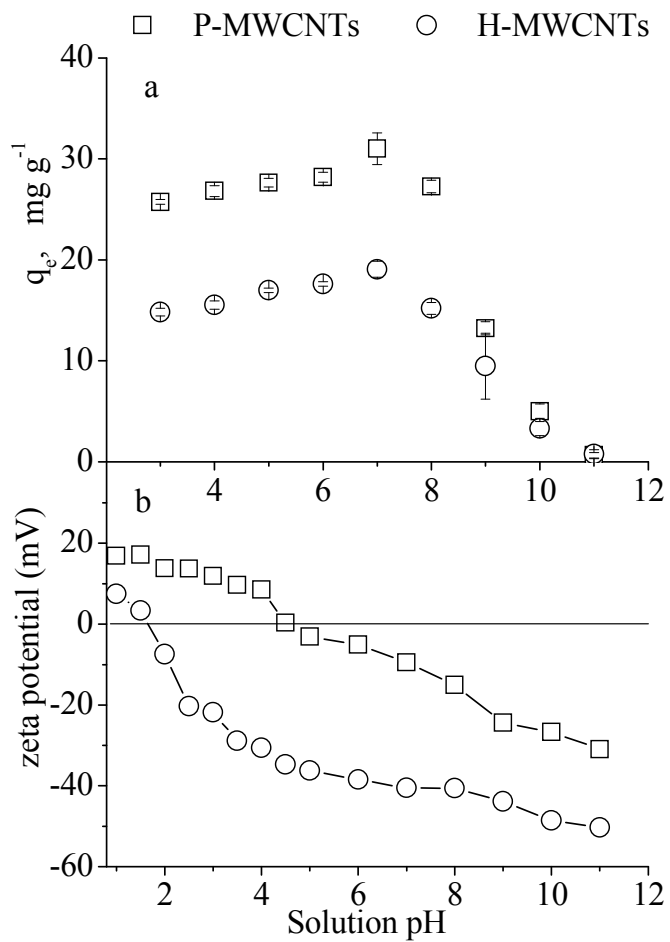 P-MWCNTs H-MWCNTs
40
a
30
20
10
0
qe, mg g-1
4 6 8 10 12
b
20
0
-20
-40
-60
zeta potential (mV)
2 4 6 8 10 12
Solution pH